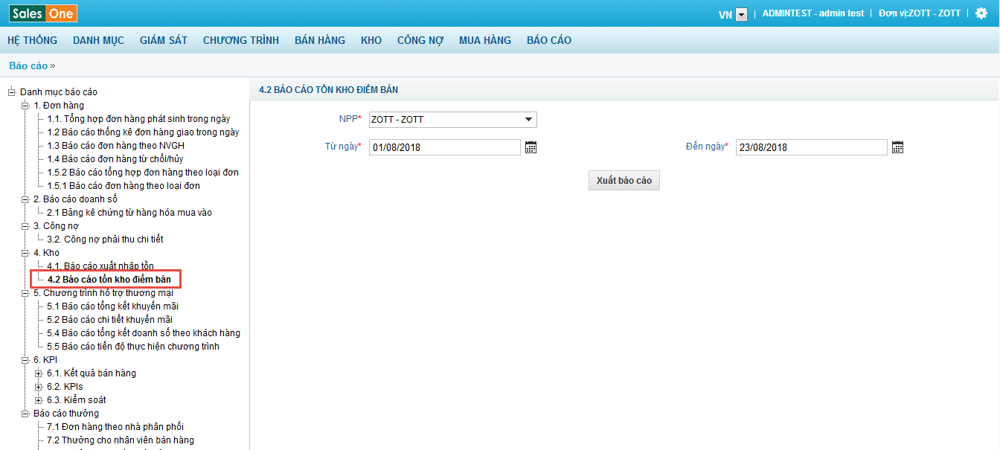 Sales One
VN ADMINTEST - admin test Đơn vị:ZOTT - ZOTT
HỆ THỐNG DANH MỤC GIÁM SÁT CHƯƠNG TRÌNH BÁN HÀNG KHO CÔNG NỢ MUA HÀNG BÁO CÁO
Báo cáo »
Danh mục báo cáo
1. Đơn hàng
1.1. Tổng hợp đơn hàng phát sinh trong ngày
1.2 Báo cáo thống kê đơn hàng giao trong ngày
1.3 Báo cáo đơn hàng theo NVGH
1.4 Báo cáo đơn hàng từ chối/hủy
1.5.2 Báo cáo tổng hợp đơn hàng theo loại đơn
1.5.1 Báo cáo đơn hàng theo loại đơn
2. Báo cáo doanh số
2.1 Bảng kê chứng từ hàng hóa mua vào
3. Công nợ
3.2. Công nợ phải thu chi tiết
4. Kho
4.1. Báo cáo xuất nhập tồn
4.2 Báo cáo tồn kho điểm bán
5. Chương trình hỗ trợ thương mại
5.1 Báo cáo tổng kết khuyến mãi
5.2 Báo cáo chi tiết khuyến mãi
5.4 Báo cáo tổng kết doanh số theo khách hàng
5.5 Báo cáo tiến độ thực hiện chương trình
6. KPI
6.1. Kết quả bán hàng
6.2. KPIs
6.3. Kiểm soát
Báo cáo thưởng
7.1 Đơn hàng theo nhà phân phối
7.2 Thưởng cho nhân viên bán hàng
4.2 BÁO CÁO TỒN KHO ĐIỂM BÁN
NPP* ZOTT - ZOTT
Từ ngày* 01/08/2018 Đến ngày* 23/08/2018
Xuất báo cáo